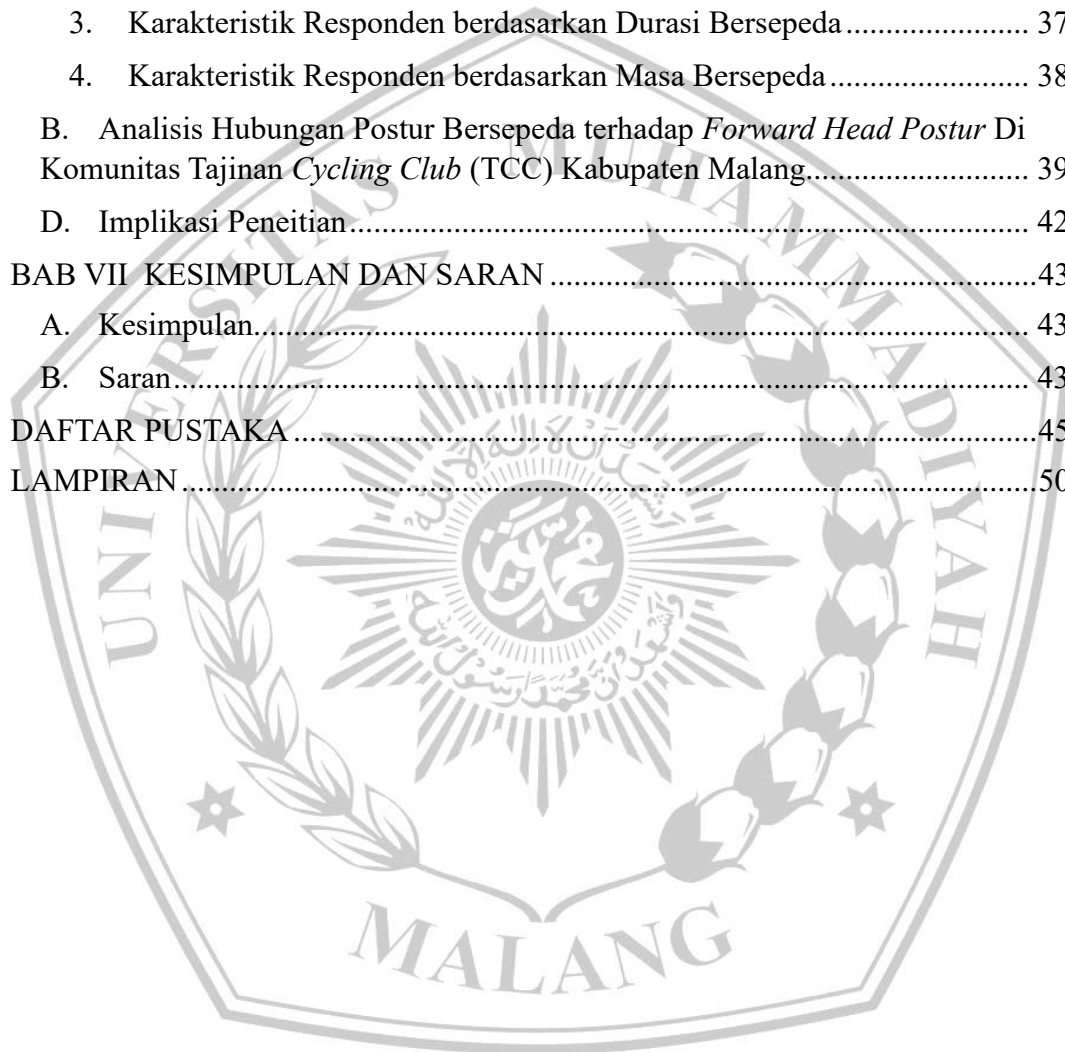 3. Karakteristik Responden berdasarkan Durasi Bersepeda.................... 37
4. Karakteristik Responden berdasarkan Masa Bersepeda...................... 38
B. Analisis Hubungan Postur Bersepeda terhadap Forward Head Postur Di
Komunitas Tajinan Cycling Club (TCC) Kabupaten Malang......................... 39
D. Implikasi Peneitian............................................................................ 42
BAB VII KESIMPULAN DAN SARAN......................................................43
A. Kesimpulan....................................................................................... 43
B. Saran................................................................................................. 43
DAFTAR PUSTAKA.................................................................................45
LAMPIRAN..............................................................................................50
UNIVERSITAS MUHAMMADIYAH
MALANG